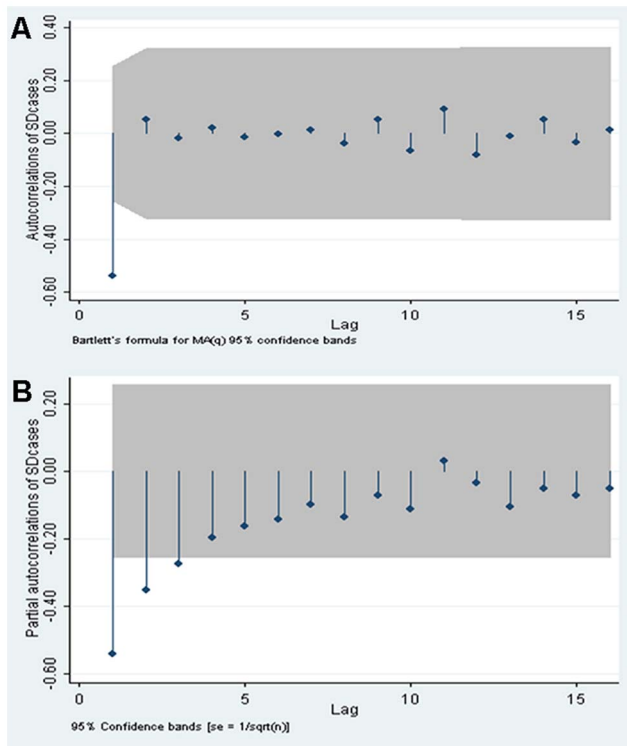 A
Autocorrelations of SDcases
0.40
0.20
0.00
-0.20
-0.40
-0.60
0
5
10
15
Lag
Bartlett's formula for MA(q) 95% confidence bands
B
Partial autocorrelations of SDcases
0.20
0.00
-0.20
-0.40
-0.60
0
5
10
15
Lag
95% Confidence bands [se = 1/sqrt(n)]